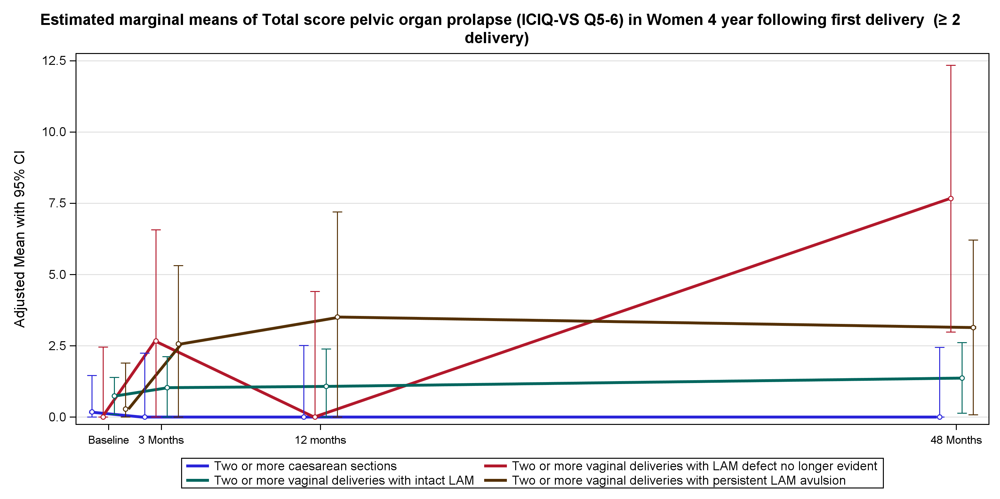 Estimated marginal means of Total score pelvic organ prolapse (ICIQ-VS Q5-6) in Women 4 year following first delivery (≥ 2
delivery)
Adjusted Mean with 95% CI
12.5
10.0
7.5
5.0
2.5
0.0
Baseline 3 Months 12 months 48 Months
Two or more caesarean sections Two or more vaginal deliveries with LAM defect no longer evident
Two or more vaginal deliveries with intact LAM Two or more vaginal deliveries with persistent LAM avulsion